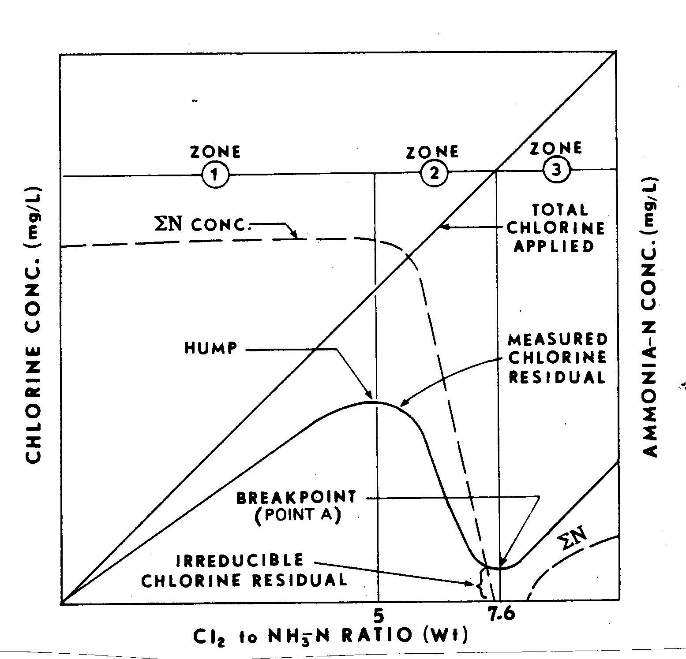 ZONE
1
ZONE
2
ZONE
3
ΣN CONC.
TOTAL
CHLORINE
APPLIED
HUMP
MEASURED
CHLORINE
RESIDUAL
BREAKPOINT
(POINT A)
IRREDUCIBLE
CHLORINE RESIDUAL
ΣN
5
7.6
Cl₂ to NH₃-N RATIO (Wt)
CHLORINE CONC. (mg/L)
AMMONIA-N CONC. (mg/L)